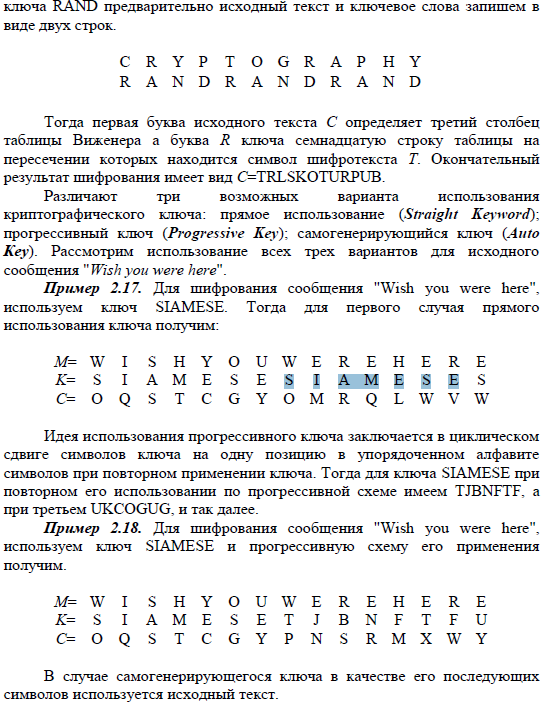 ключа RAND предварительно исходный текст и ключевое слова запишем в
виде двух строк.
C R Y P T O G R A P H Y
R A N D R A N D R A N D
Тогда первая буква исходного текста C определяет третий столбец
таблицы Виженера а буква R ключа семнадцатую строку таблицы на
пересечении которых находится символ шифротекста T. Окончательный
результат шифрования имеет вид C=TRLSKOTURPUB.
Различают три возможных варианта использования
криптографического ключа: прямое использование (Straight Keyword);
прогрессивный ключ (Progressive Key); самогенерирующийся ключ (Auto
Key). Рассмотрим использование всех трех вариантов для исходного
сообщения "Wish you were here".
Пример 2.17. Для шифрования сообщения "Wish you were here",
используем ключ SIAMESE. Тогда для первого случая прямого
использования ключа получим:
M= W I S H Y O U W E R E H E R E
K= S I A M E S E S I A M E S E S
C= O Q S T C G Y O M R Q L W V W
Идея использования прогрессивного ключа заключается в циклическом
сдвиге символов ключа на одну позицию в упорядоченном алфавите
символов при повторном применении ключа. Тогда для ключа SIAMESE при
повторном его использовании по прогрессивной схеме имеем TJBNFTF, а
при третьем UKCOGUG, и так далее.
Пример 2.18. Для шифрования сообщения "Wish you were here",
используем ключ SIAMESE и прогрессивную схему его применения
получим.
M= W I S H Y O U W E R E H E R E
K= S I A M E S E T J B N F T F U
C= O Q S T C G Y P N S R M X W Y
В случае самогенерирующегося ключа в качестве его последующих
символов используется исходный текст.